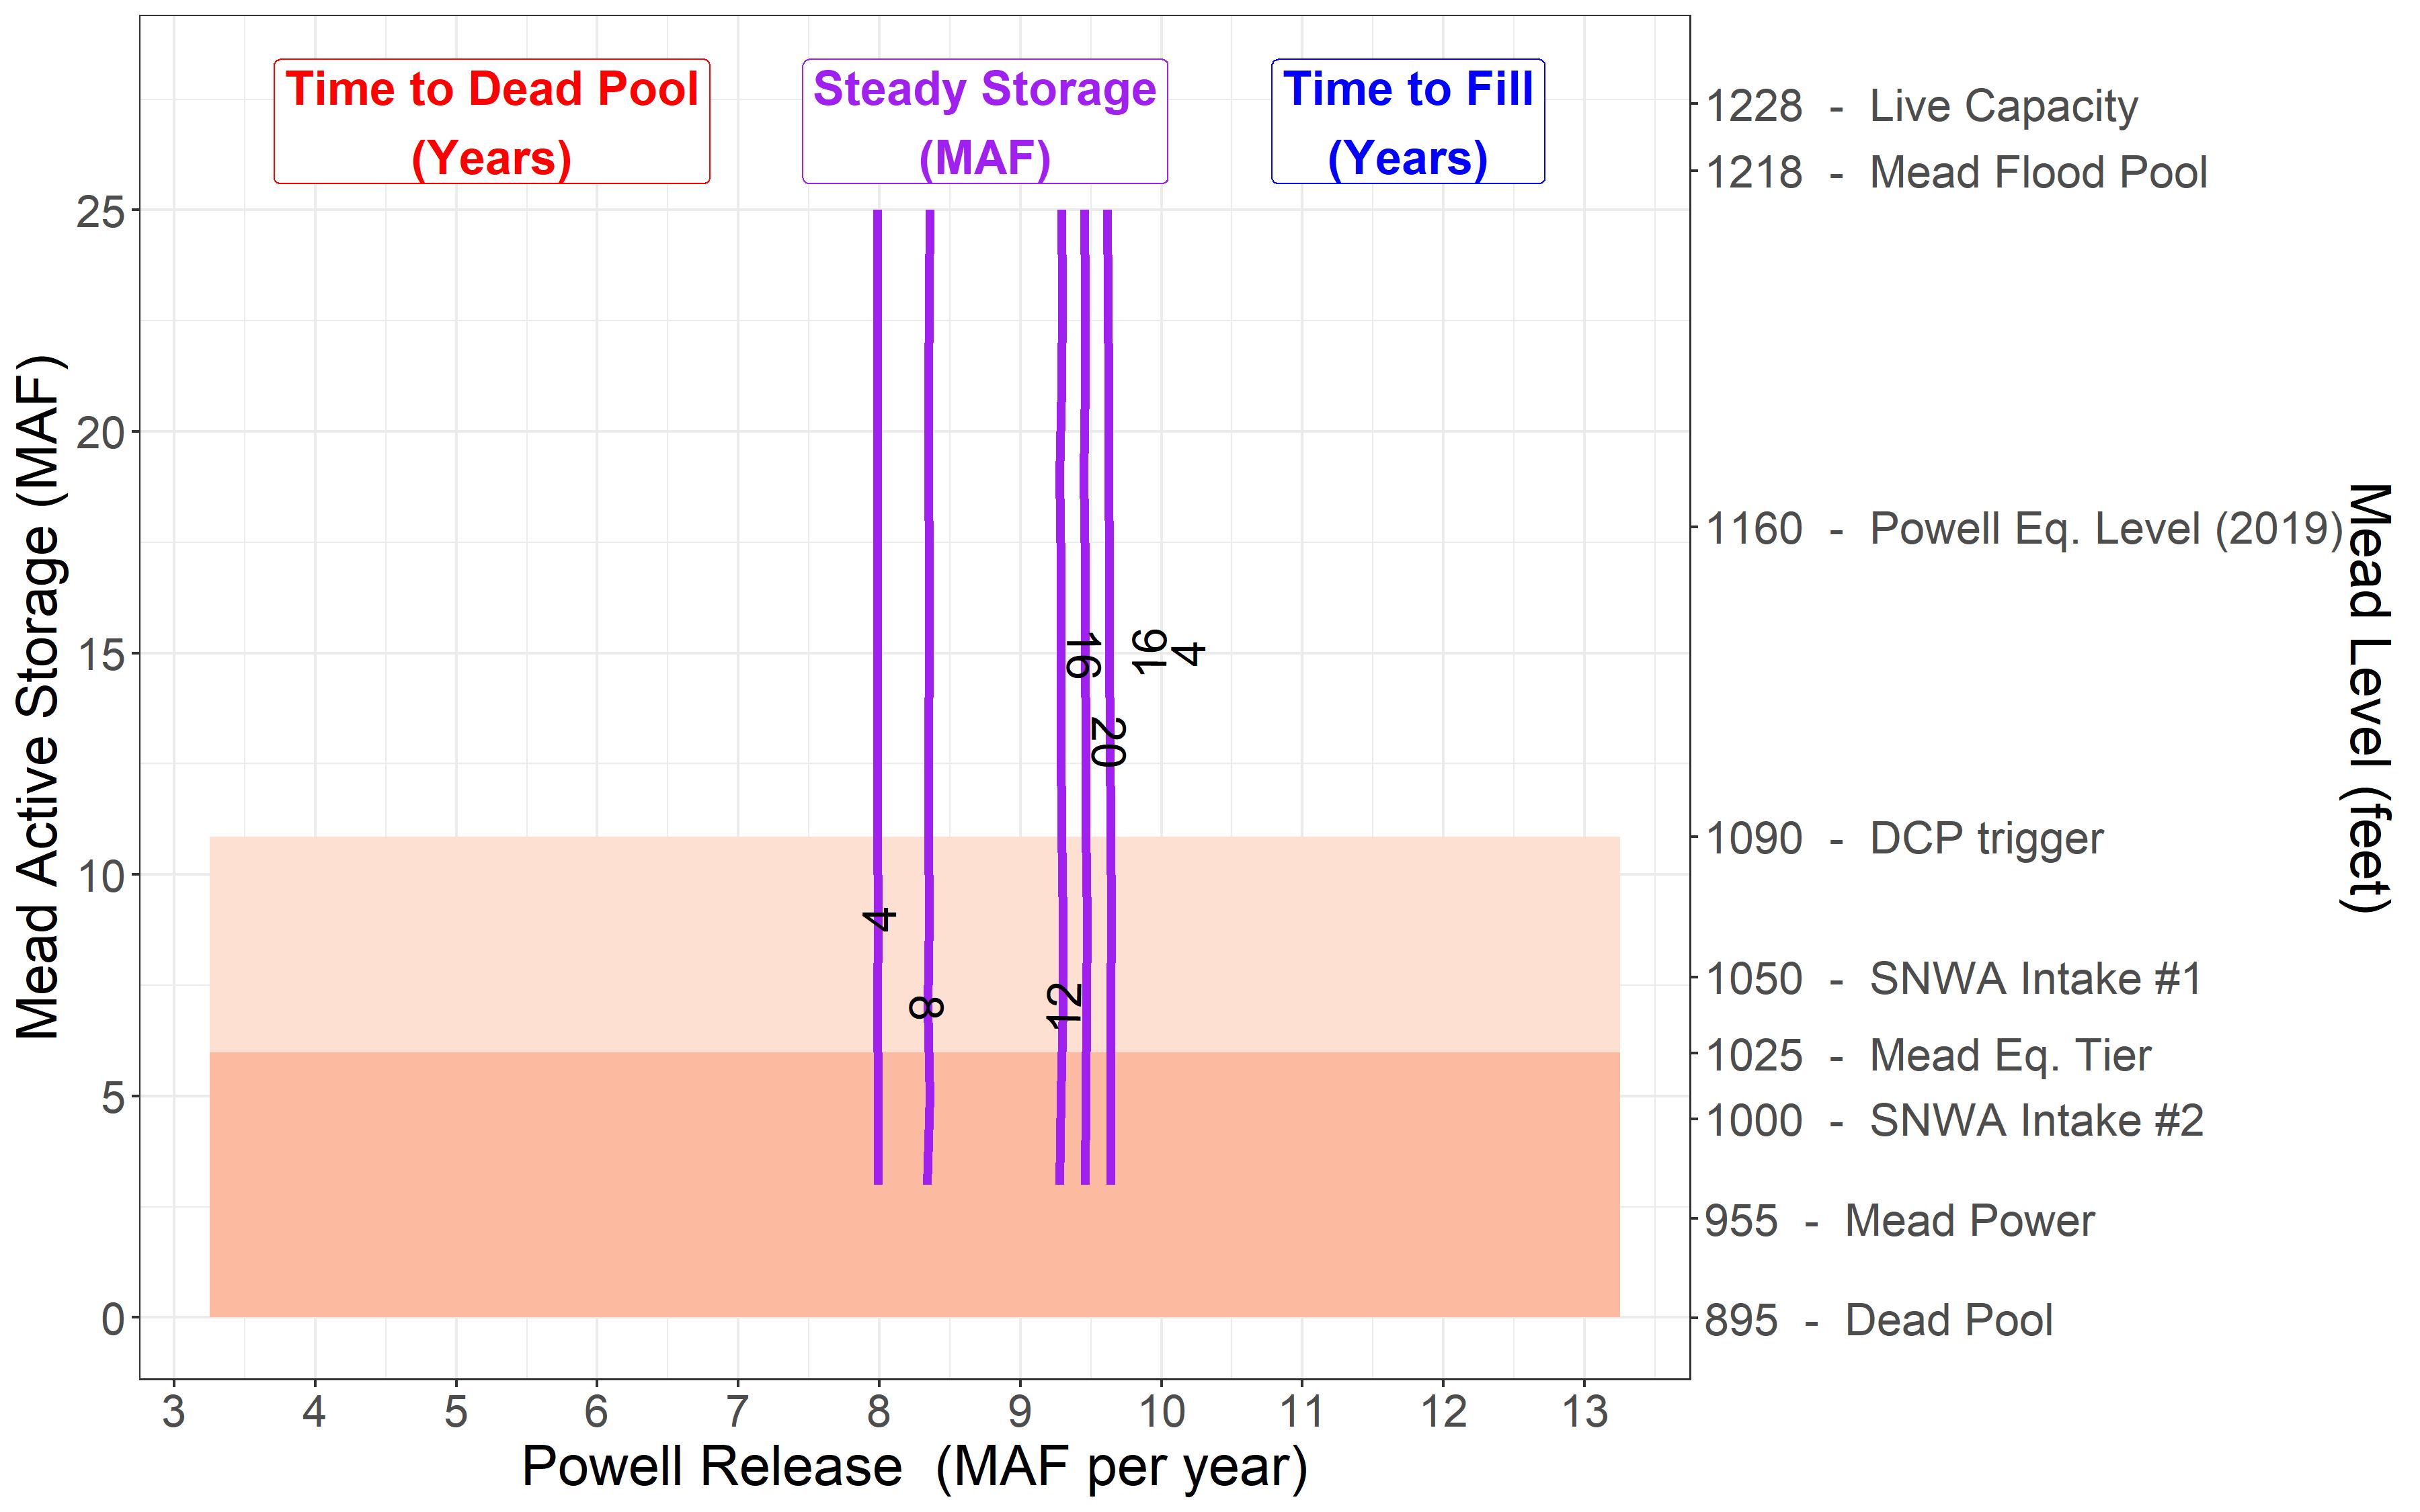 Time to Dead Pool
(Years)
Steady Storage
(MAF)
Time to Fill
(Years)
Mead Active Storage (MAF)
25
20
15
10
5
0
16
16
4
20
4
8
12
1228 - Live Capacity
1218 - Mead Flood Pool
1160 - Powell Eq. Level (2019)
1090 - DCP trigger
1050 - SNWA Intake #1
1025 - Mead Eq. Tier
1000 - SNWA Intake #2
955 - Mead Power
895 - Dead Pool
Mead Level (feet)
3 4 5 6 7 8 9 10 11 12 13
Powell Release (MAF per year)